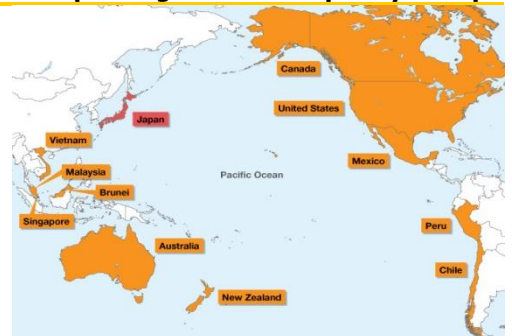 Canada
United States
Japan
Vietnam
Mexico
Malaysia
Pacific Ocean
Brunei
Singapore
Peru
Australia
Chile
New Zealand